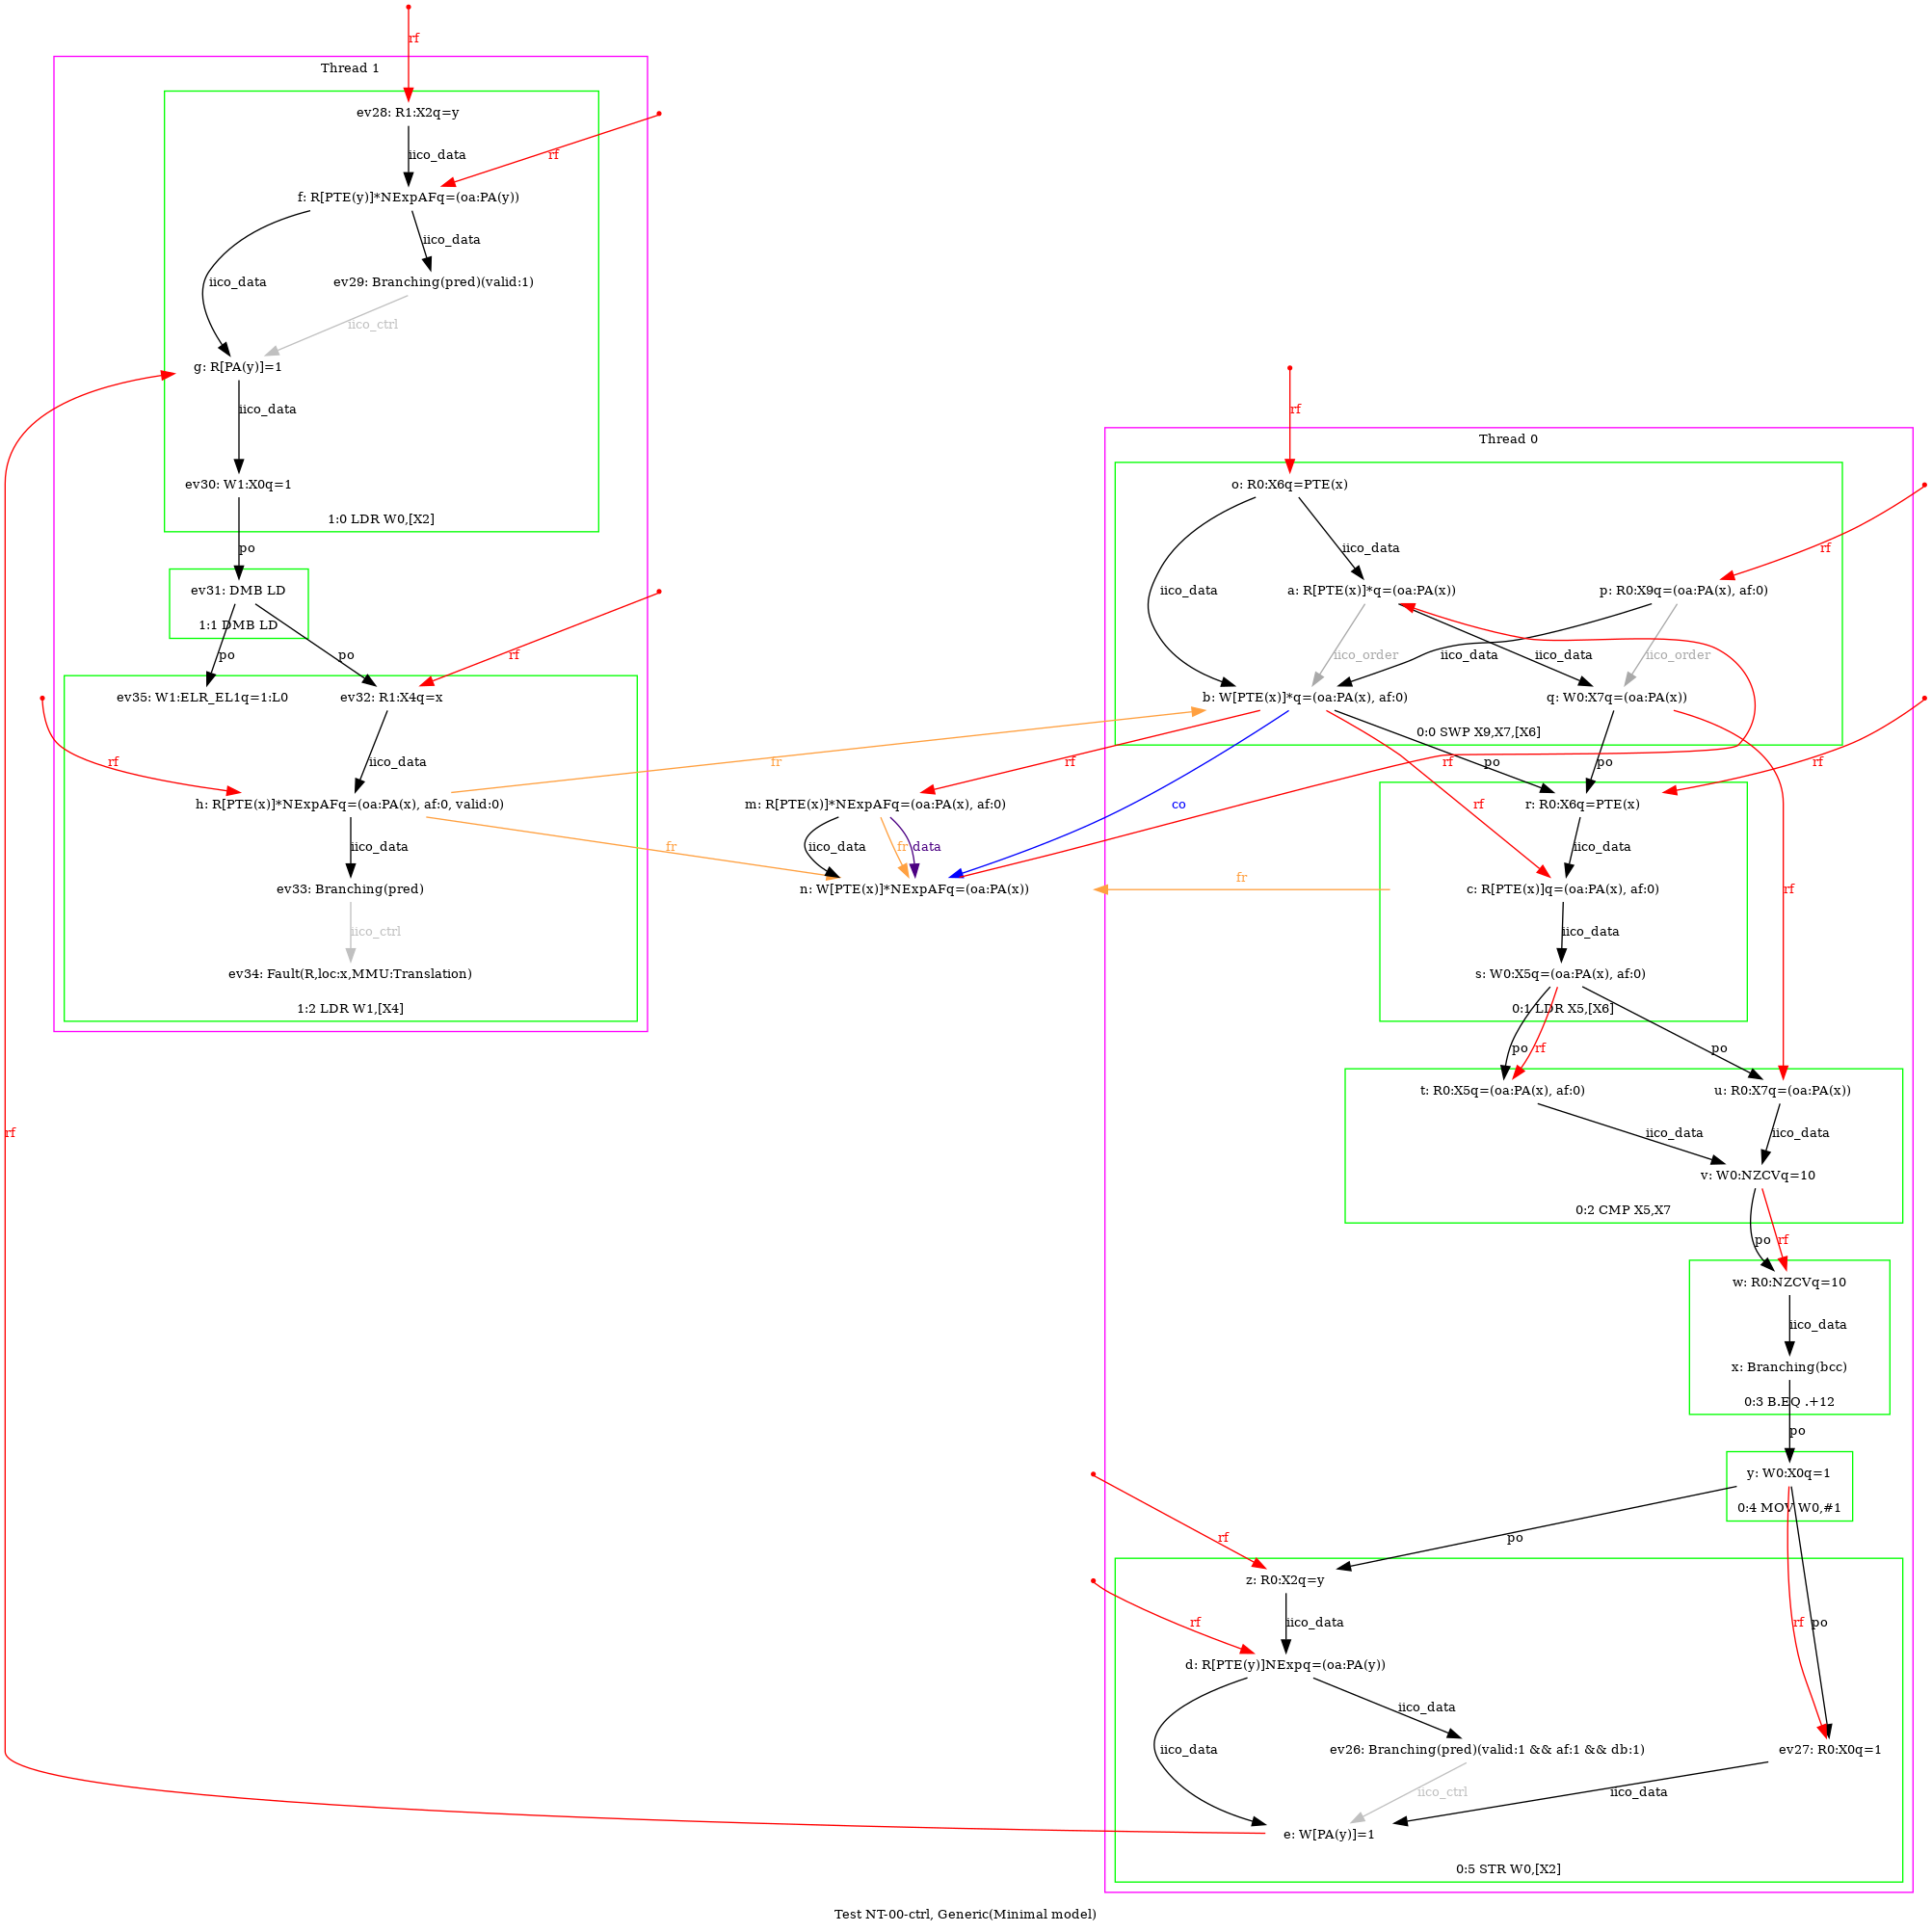 rf
Thread 1
ev28: R1:X2q=y
iico_data
rf
f: R[PTE(y)]*NExpAFq=(oa:PA(y))
iico_data
iico_data
ev29: Branching(pred)(valid:1)
iico_ctrl
g: R[PA(y)]=1
iico_data
ev30: W1:X0q=1
1:0 LDR W0,[X2]
po
ev31: DMB LD
1:1 DMB LD
po
po
rf
ev35: W1:ELR_EL1q=1:L0
ev32: R1:X4q=x
rf
iico_data
h: R[PTE(x)]*NExpAFq=(oa:PA(x), af:0, valid:0)
iico_data
ev33: Branching(pred)
iico_ctrl
ev34: Fault(R,loc:x,MMU:Translation)
1:2 LDR W1,[X4]
fr
fr
rf
m: R[PTE(x)]*NExpAFq=(oa:PA(x), af:0)
iico_data
fr
data
n: W[PTE(x)]*NExpAFq=(oa:PA(x))
co
rf
fr
rf
Thread 0
o: R0:X6q=PTE(x)
iico_data
iico_data
rf
a: R[PTE(x)]*q=(oa:PA(x))
p: R0:X9q=(oa:PA(x), af:0)
iico_order
iico_data
iico_data
iico_order
b: W[PTE(x)]*q=(oa:PA(x), af:0)
q: W0:X7q=(oa:PA(x))
0:0 SWP X9,X7,[X6]
rf
po
po
rf
r: R0:X6q=PTE(x)
iico_data
c: R[PTE(x)]q=(oa:PA(x), af:0)
rf
iico_data
s: W0:X5q=(oa:PA(x), af:0)
0:1 LDR X5,[X6]
po
rf
po
t: R0:X5q=(oa:PA(x), af:0)
u: R0:X7q=(oa:PA(x))
iico_data
iico_data
v: W0:NZCVq=10
0:2 CMP X5,X7
po
rf
w: R0:NZCVq=10
iico_data
x: Branching(bcc)
0:3 B.EQ .+12
po
y: W0:X0q=1
0:4 MOV W0,#1
rf
po
z: R0:X2q=y
rf
iico_data
rf
po
d: R[PTE(y)]NExpq=(oa:PA(y))
iico_data
iico_data
ev26: Branching(pred)(valid:1 && af:1 && db:1)
ev27: R0:X0q=1
iico_ctrl
iico_data
e: W[PA(y)]=1
0:5 STR W0,[X2]
Test NT-00-ctrl, Generic(Minimal model)